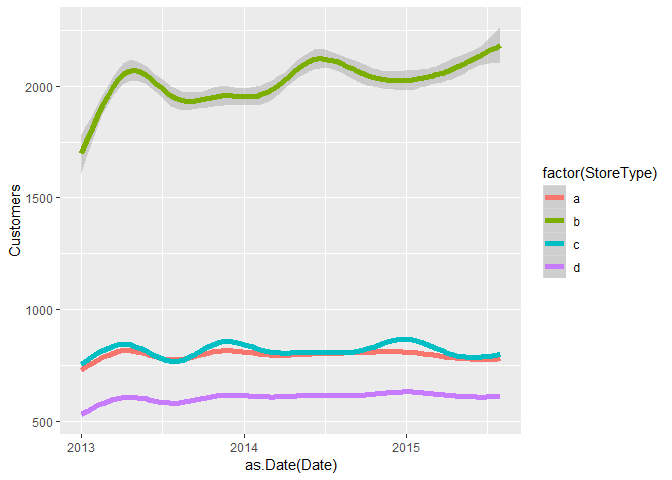 2000
1500
1000
500
Customers
2013
2014
2015
as.Date(Date)
factor(StoreType)
a
b
c
d